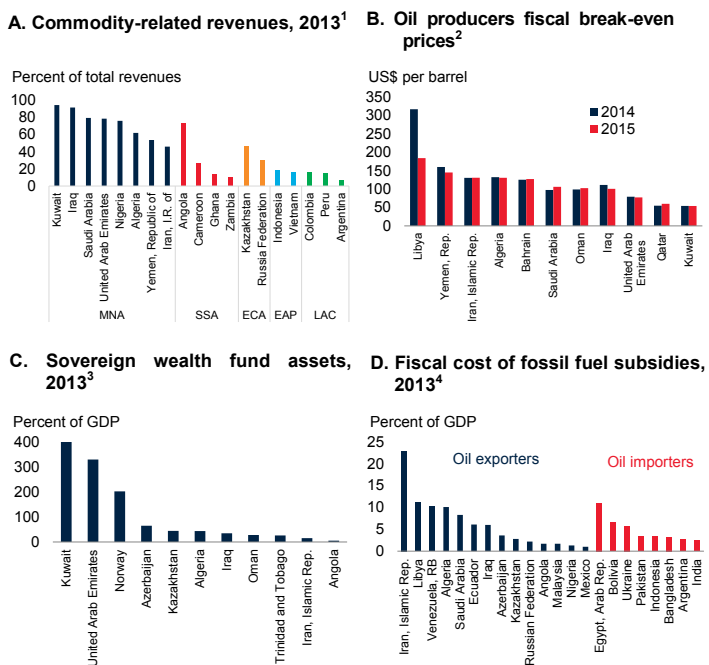 A. Commodity-related revenues, 2013¹
Percent of total revenues
100
80
60
40
20
0
Kuwait
Iraq
Saudi Arabia
United Arab Emirates
Nigeria
Algeria
Yemen, Republic of
Iran, I.R. of
Angola
Cameroon
Ghana
Zambia
Kazakhstan
Russia Federation
Indonesia
Vietnam
Colombia
Peru
Argentina
MNA
SSA
ECA
EAP
LAC
B. Oil producers fiscal break-even
prices²
US$ per barrel
350
300
250
200
150
100
50
0
2014
2015
Libya
Yemen, Rep.
Iran, Islamic Rep.
Algeria
Bahrain
Saudi Arabia
Oman
Iraq
United Arab
Emirates
Qatar
Kuwait
C. Sovereign wealth fund assets,
2013³
Percent of GDP
400
300
200
100
0
Kuwait
United Arab Emirates
Norway
Azerbaijan
Kazakhstan
Algeria
Iraq
Oman
Trinidad and Tobago
Iran, Islamic Rep.
Angola
D. Fiscal cost of fossil fuel subsidies,
2013⁴
Percent of GDP
25
20
15
10
5
0
Oil exporters
Oil importers
Iran, Islamic Rep.
Libya
Venezuela, RB
Algeria
Saudi Arabia
Ecuador
Iraq
Azerbaijan
Kazakhstan
Russian Federation
Angola
Malaysia
Nigeria
Mexico
Egypt, Arab Rep.
Bolivia
Ukraine
Pakistan
Indonesia
Bangladesh
Argentina
India